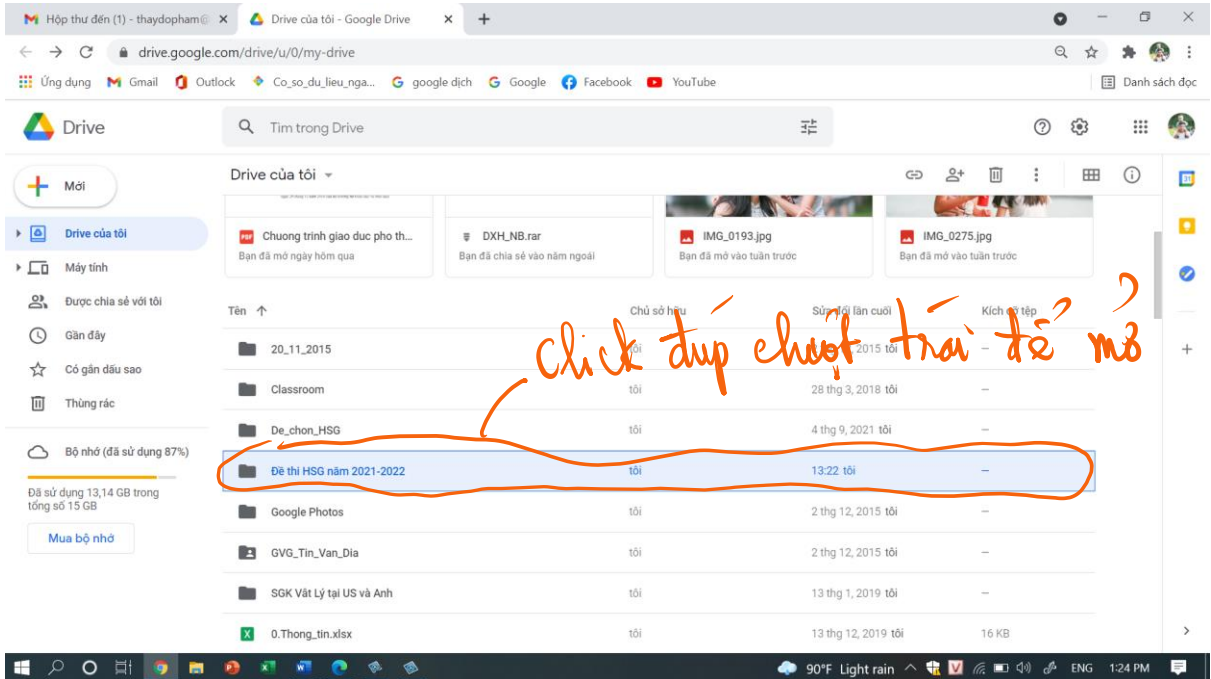 Hộp thư đến (1) - thaydopham@
Drive của tôi - Google Drive
drive.google.com/drive/u/0/my-drive
Ứng dụng Gmail Outlock Co_so_du_lieu_nga... google dịch Google Facebook YouTube Danh sách đọc
Drive
Tìm trong Drive
Mới
Drive của tôi
Drive của tôi
Máy tính
Được chia sẻ với tôi
Gần đây
Có gắn dấu sao
Thùng rác
Bộ nhớ (đã sử dụng 87%)
Đã sử dụng 13,14 GB trong
tổng số 15 GB
Mua bộ nhớ
PDF Chuong trinh giao duc pho th...
Bạn đã mở ngày hôm qua
DXH_NB.rar
Bạn đã chia sẻ vào năm ngoái
IMG_0193.jpg
Bạn đã mở vào tuần trước
IMG_0275.jpg
Bạn đã mở vào tuần trước
Tên Chủ sở hữu Sửa đổi lần cuối Kích cỡ tệp
click đúp chuột trái để mở
20_11_2015 tôi 2015 tôi –
Classroom tôi 28 thg 3, 2018 tôi –
De_chon_HSG tôi 4 thg 9, 2021 tôi –
Đề thi HSG năm 2021-2022 tôi 13:22 tôi –
Google Photos tôi 2 thg 12, 2015 tôi –
GVG_Tin_Van_Dia tôi 2 thg 12, 2015 tôi –
SGK Vật Lý tại US và Anh tôi 13 thg 1, 2019 tôi –
0.Thong_tin.xlsx tôi 13 thg 12, 2019 tôi 16 KB
90°F Light rain ENG 1:24 PM